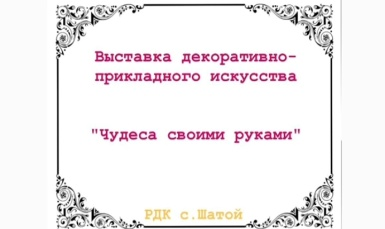 Выставка декоративно-
прикладного искусства
"Чудеса своими руками"
РДК с.Шатой